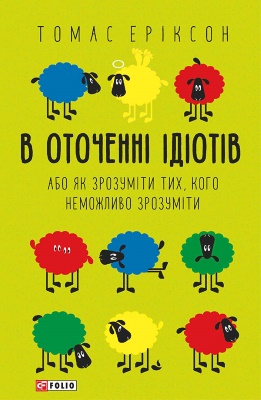 ТОМАС ЕРІКСОН
В ОТОЧЕННІ ІДІОТІВ
АБО ЯК ЗРОЗУМІТИ ТИХ, КОГО
НЕМОЖЛИВО ЗРОЗУМІТИ
FOLIO